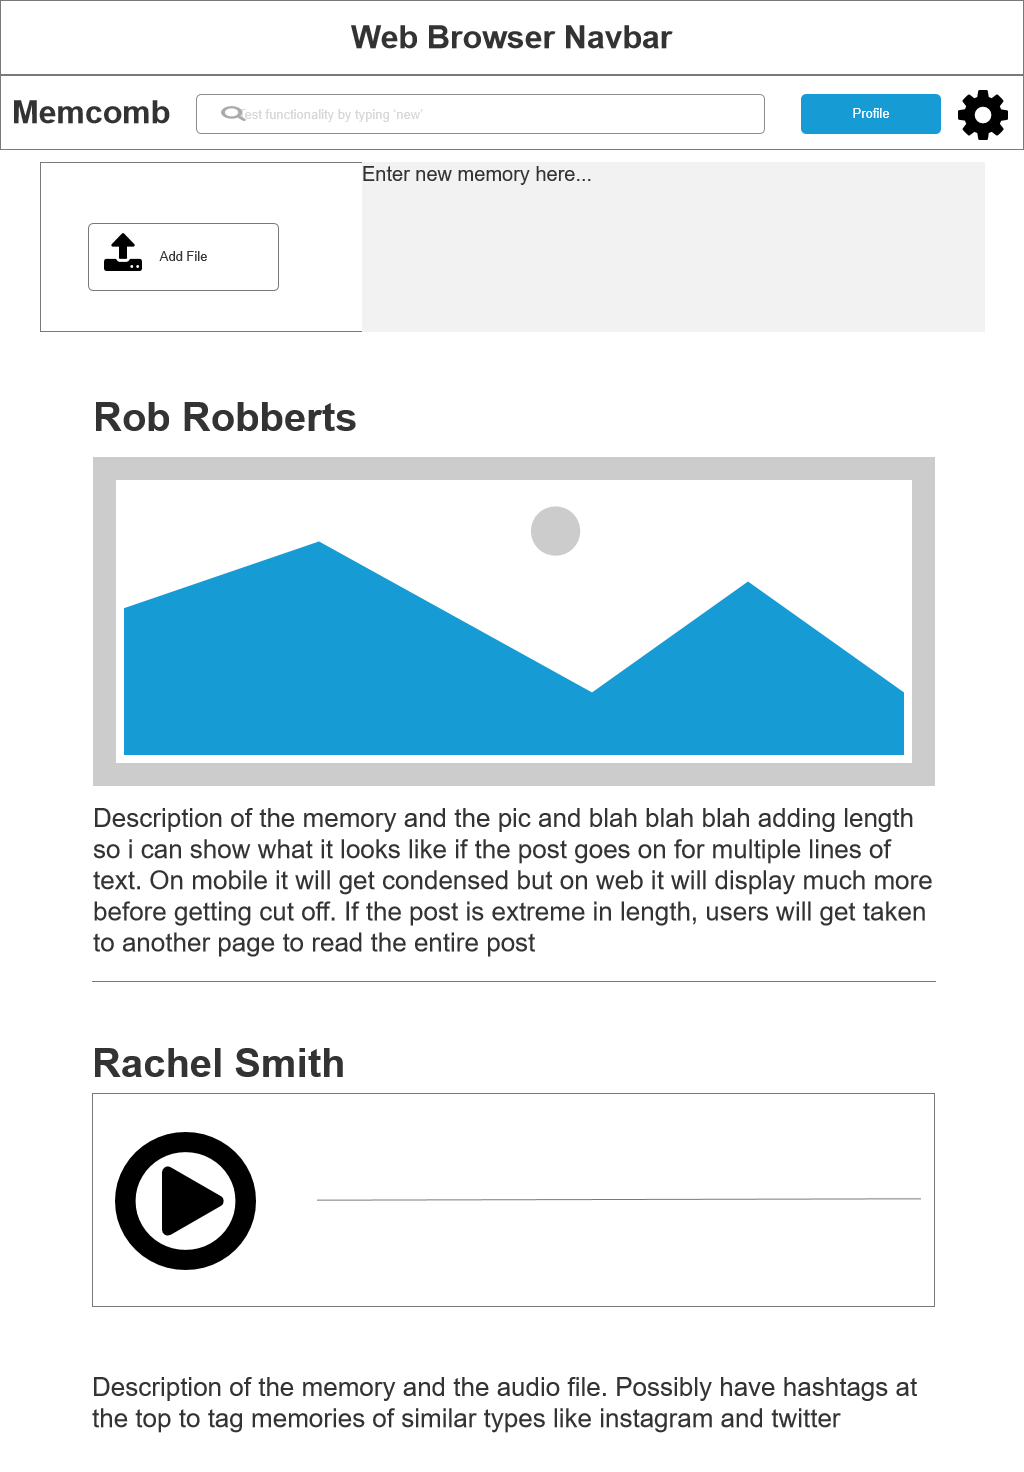 Web Browser Navbar
Memcomb
Test functionality by typing 'new'
Profile
Enter new memory here...
Add File
Rob Robberts
Description of the memory and the pic and blah blah blah adding length
so i can show what it looks like if the post goes on for multiple lines of
text. On mobile it will get condensed but on web it will display much more
before getting cut off. If the post is extreme in length, users will get taken
to another page to read the entire post
Rachel Smith
Description of the memory and the audio file. Possibly have hashtags at
the top to tag memories of similar types like instagram and twitter